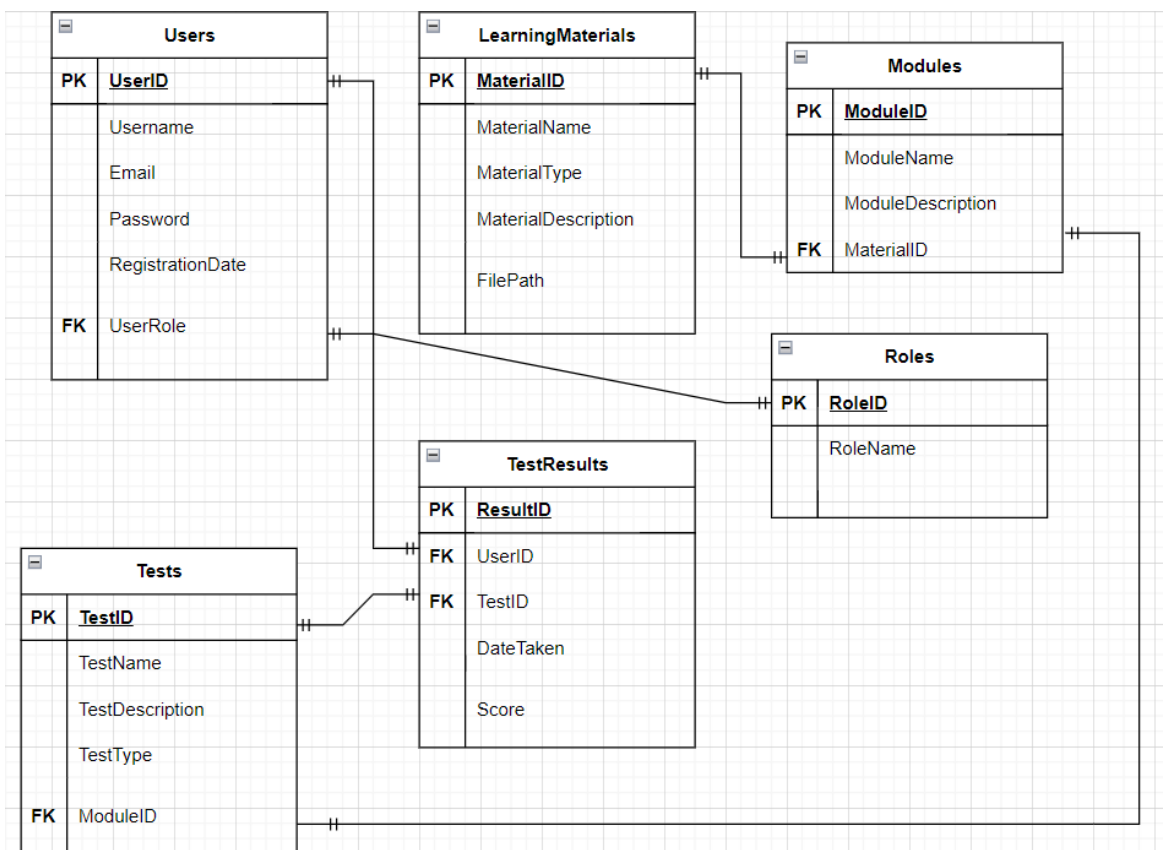 Users
PK UserID
Username
Email
Password
RegistrationDate
FK UserRole
LearningMaterials
PK MaterialID
MaterialName
MaterialType
MaterialDescription
FilePath
Modules
PK ModuleID
ModuleName
ModuleDescription
FK MaterialID
Roles
PK RoleID
RoleName
TestResults
PK ResultID
FK UserID
FK TestID
DateTaken
Score
Tests
PK TestID
TestName
TestDescription
TestType
FK ModuleID